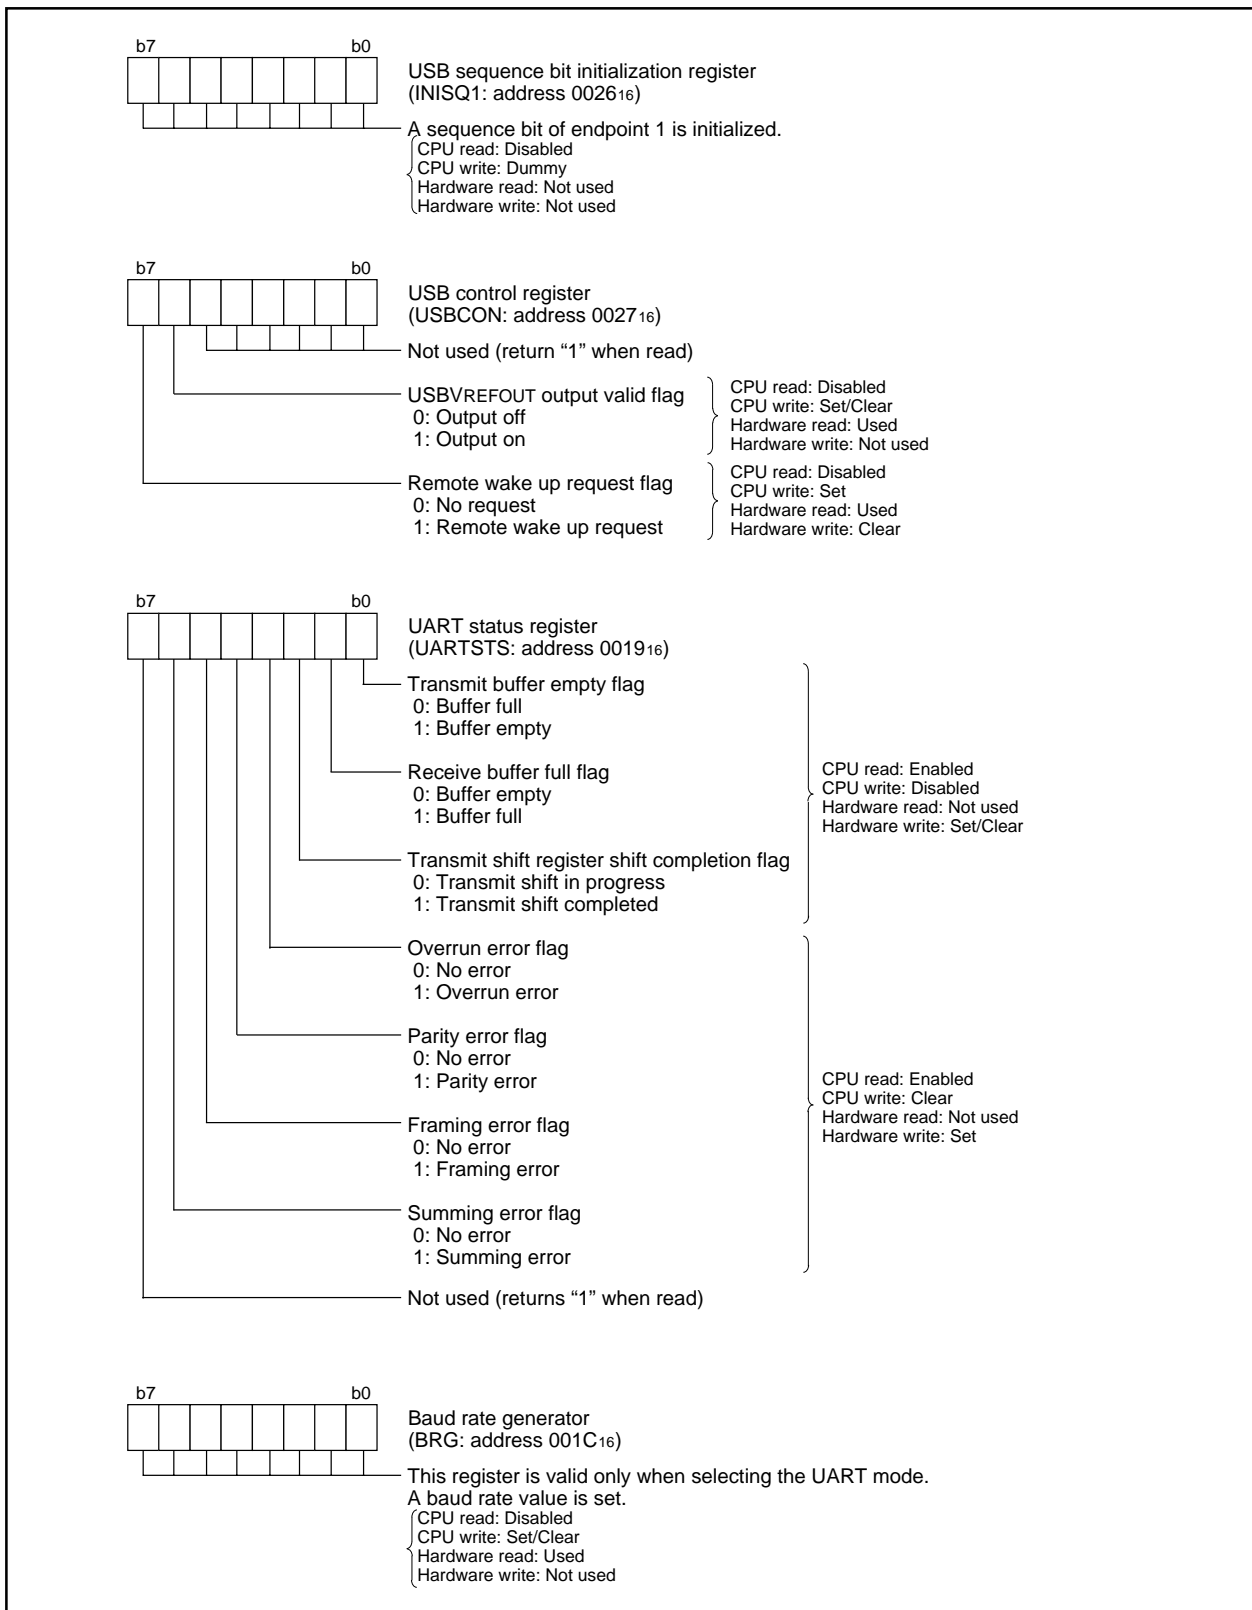 b7 b0
USB sequence bit initialization register
(INISQ1: address 002616)
A sequence bit of endpoint 1 is initialized.
CPU read: Disabled
CPU write: Dummy
Hardware read: Not used
Hardware write: Not used
b7 b0
USB control register
(USBCON: address 002716)
Not used (return “1” when read)
USBVREFOUT output valid flag
0: Output off
1: Output on
CPU read: Disabled
CPU write: Set/Clear
Hardware read: Used
Hardware write: Not used
Remote wake up request flag
0: No request
1: Remote wake up request
CPU read: Disabled
CPU write: Set
Hardware read: Used
Hardware write: Clear
b7 b0
UART status register
(UARTSTS: address 001916)
Transmit buffer empty flag
0: Buffer full
1: Buffer empty
Receive buffer full flag
0: Buffer empty
1: Buffer full
Transmit shift register shift completion flag
0: Transmit shift in progress
1: Transmit shift completed
CPU read: Enabled
CPU write: Disabled
Hardware read: Not used
Hardware write: Set/Clear
Overrun error flag
0: No error
1: Overrun error
Parity error flag
0: No error
1: Parity error
Framing error flag
0: No error
1: Framing error
Summing error flag
0: No error
1: Summing error
CPU read: Enabled
CPU write: Clear
Hardware read: Not used
Hardware write: Set
Not used (returns “1” when read)
b7 b0
Baud rate generator
(BRG: address 001C16)
This register is valid only when selecting the UART mode.
A baud rate value is set.
CPU read: Disabled
CPU write: Set/Clear
Hardware read: Used
Hardware write: Not used